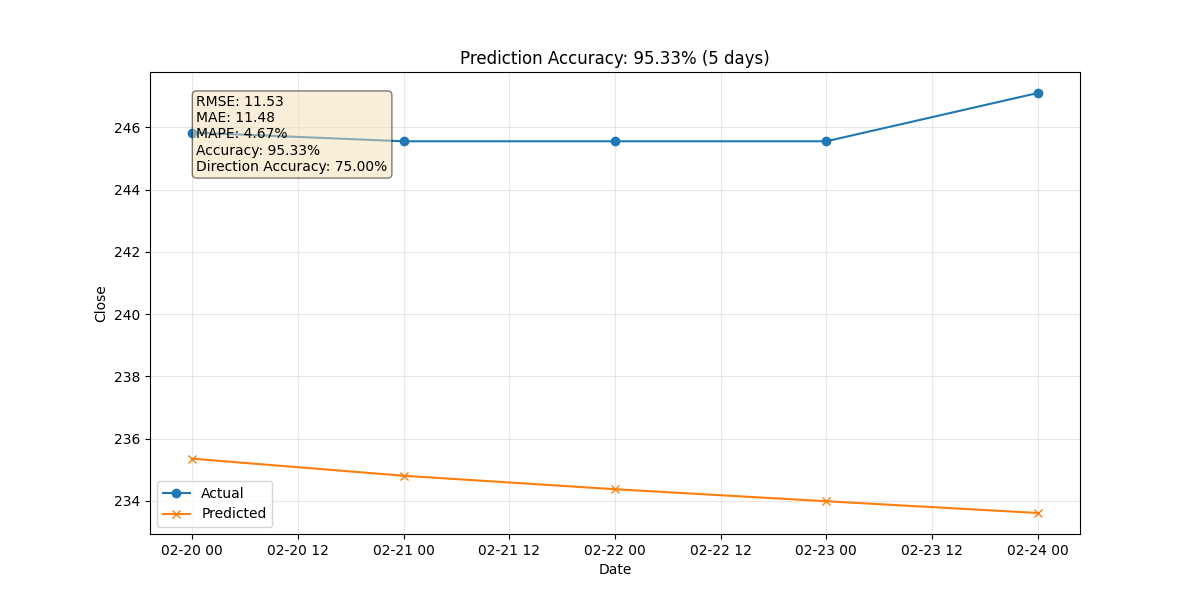 Prediction Accuracy: 95.33% (5 days)
RMSE: 11.53
MAE: 11.48
MAPE: 4.67%
Accuracy: 95.33%
Direction Accuracy: 75.00%
246
244
242
240
238
236
234
Close
Actual
Predicted
02-20 00 02-20 12 02-21 00 02-21 12 02-22 00 02-22 12 02-23 00 02-23 12 02-24 00
Date